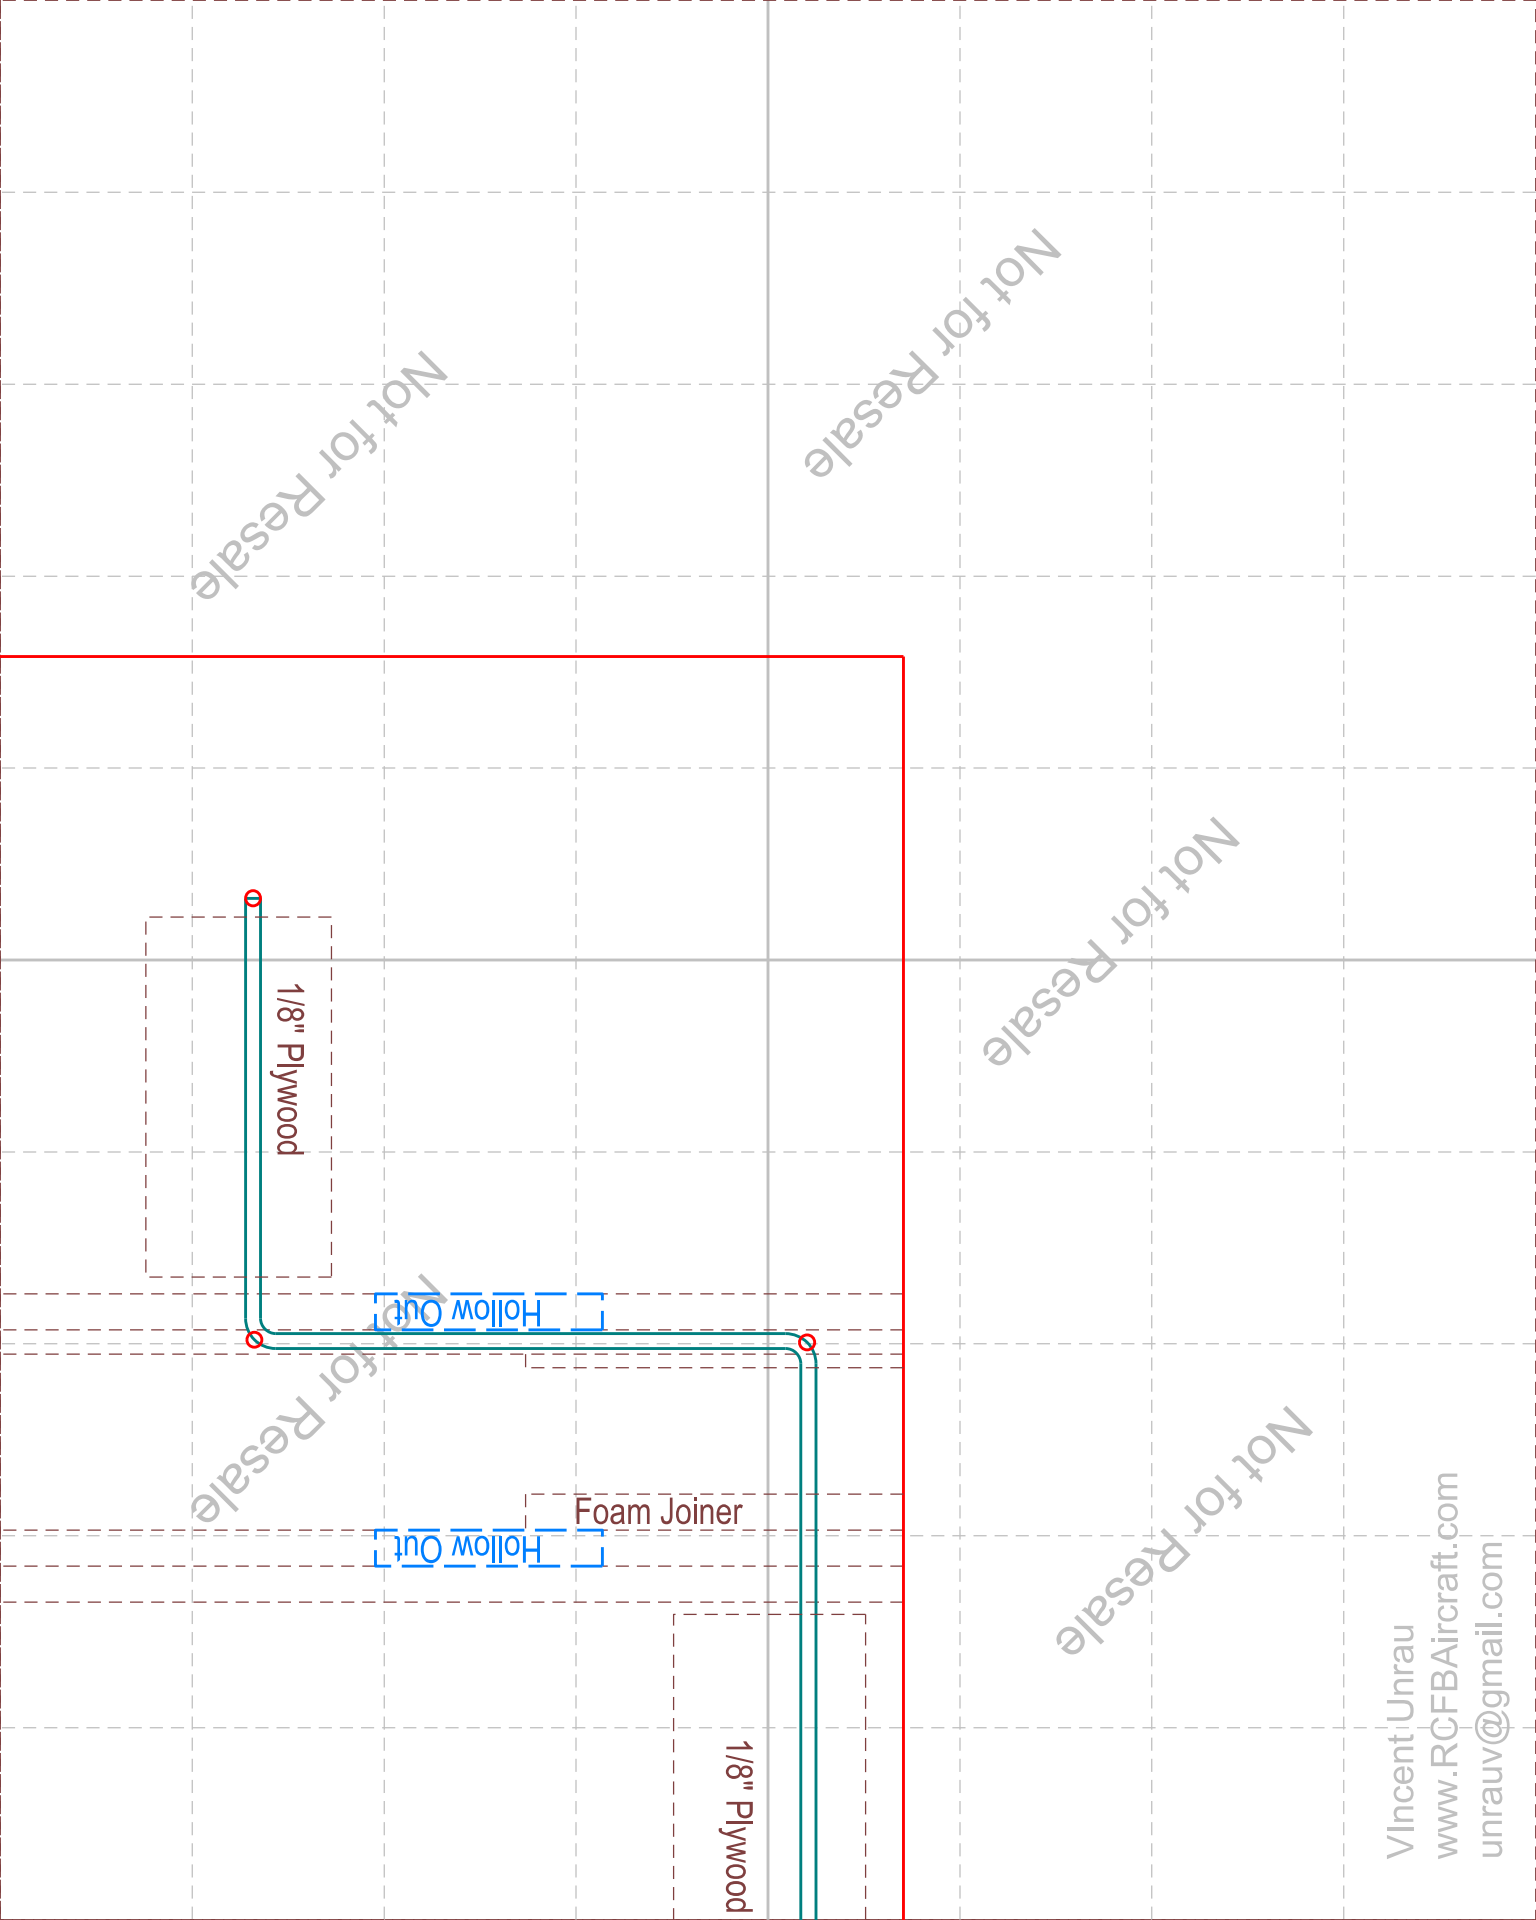 Not for Resale
Not for Resale
Not for Resale
1/8" Plywood
Hollow Out
Not for Resale
Foam Joiner
Hollow Out
Not for Resale
1/8" Plywood
VIncent Unrau
www.RCFBAircraft.com
unrauv@gmail.com